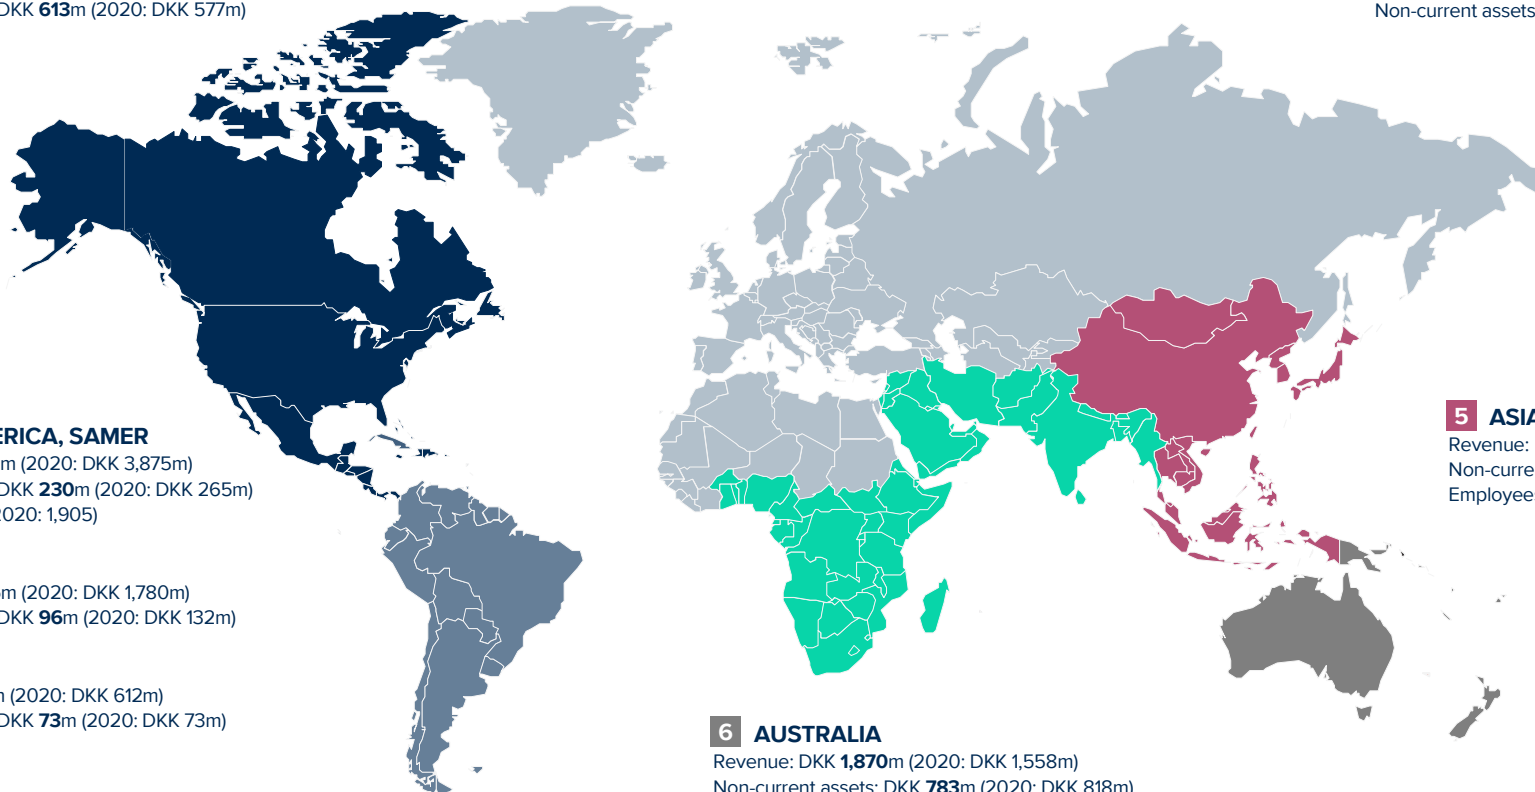 DKK 613m (2020: DKK 577m)
Non-current assets
ERICA, SAMER
m (2020: DKK 3,875m)
DKK 230m (2020: DKK 265m)
2020: 1,905)
m (2020: DKK 1,780m)
DKK 96m (2020: DKK 132m)
(2020: DKK 612m)
DKK 73m (2020: DKK 73m)
5 ASIA
Revenue:
Non-curre
Employee
6 AUSTRALIA
Revenue: DKK 1,870m (2020: DKK 1,558m)
Non-current assets: DKK 783m (2020: DKK 818m)